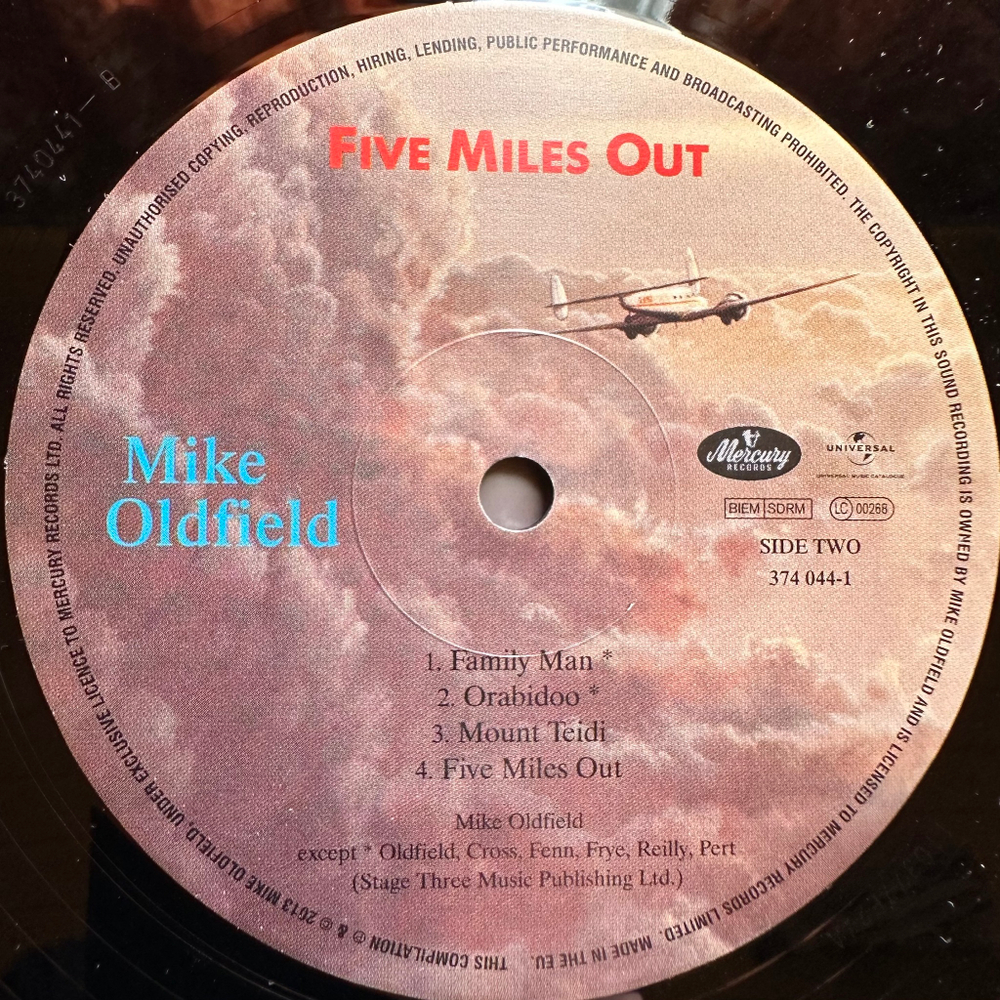 FIVE MILES OUT
Mike
Oldfield
Mercury
RECORDS
UNIVERSAL
UNIVERSAL MUSIC CATALOGUE
BIEM SDRM
LC 00268
SIDE TWO
374 044-1
1. Family Man *
2. Orabidoo *
3. Mount Teidi
4. Five Miles Out
Mike Oldfield
except * Oldfield, Cross, Fenn, Frye, Reilly, Pert
(Stage Three Music Publishing Ltd.)
THIS COMPILATION ℗ & © 2013 MIKE OLDFIELD, UNDER EXCLUSIVE LICENCE TO MERCURY RECORDS LTD. ALL RIGHTS RESERVED. UNAUTHORISED COPYING, REPRODUCTION, HIRING, LENDING, PUBLIC PERFORMANCE AND BROADCASTING PROHIBITED. THE COPYRIGHT IN THIS SOUND RECORDING IS OWNED BY MIKE OLDFIELD AND IS LICENSED TO MERCURY RECORDS LIMITED. MADE IN THE EU.
3740441 - B